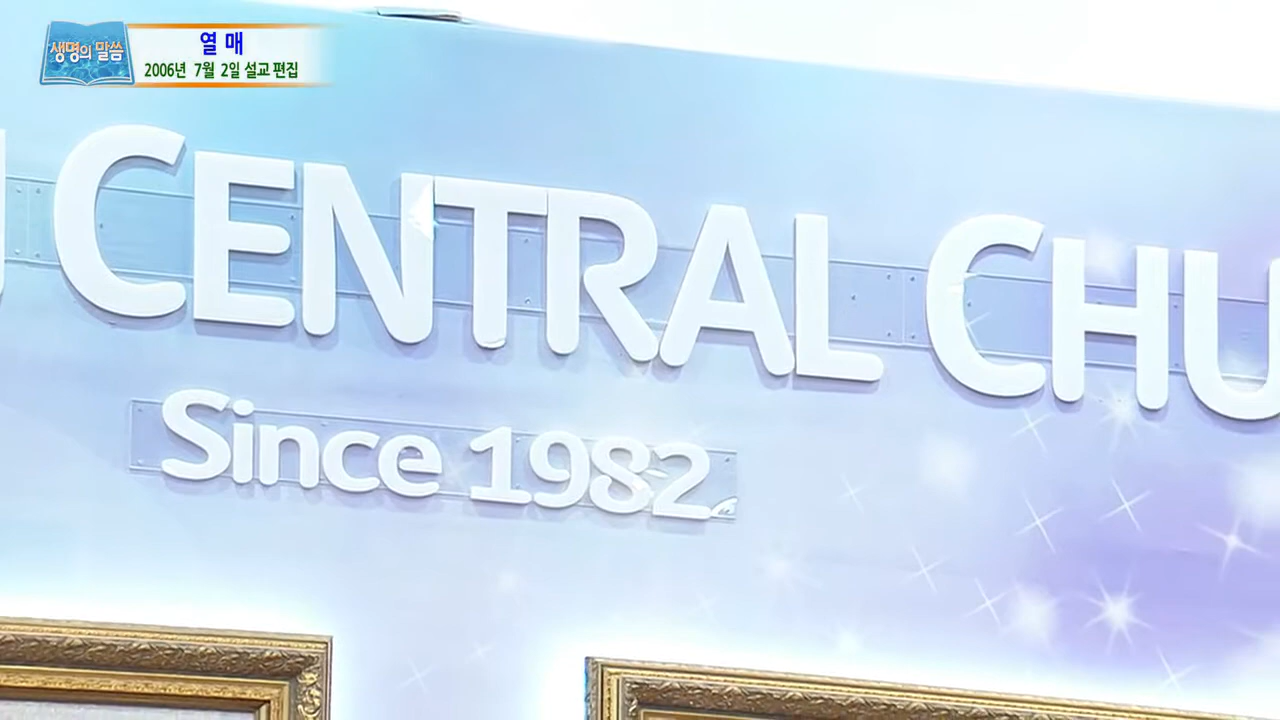 생명의 말씀
열매
2006년 7월 2일 설교 편집
CENTRAL CHU
Since 1982